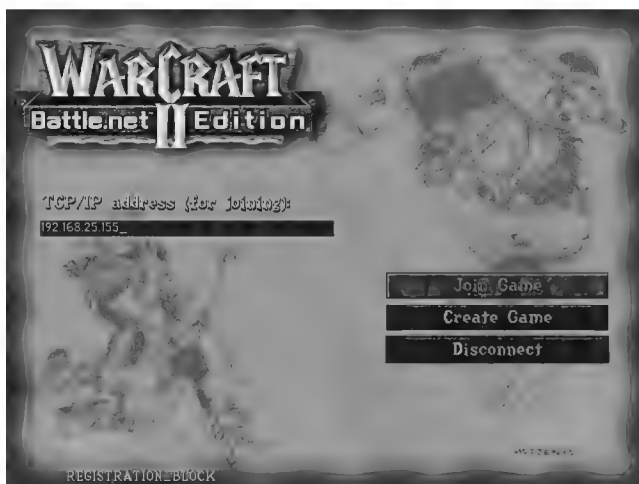 WARCRAFT
II
Battle.net Edition
TCP/IP address (for joining):
192.168.25.155_
Join Game
Create Game
Disconnect
REGISTRATION_BLOCK